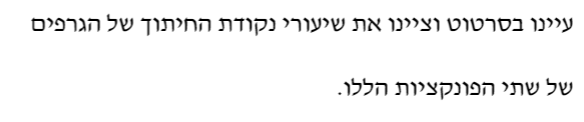 עיינו בסרטוט וציינו את שיעורי נקודת החיתוך של הגרפים
של שתי הפונקציות הללו.